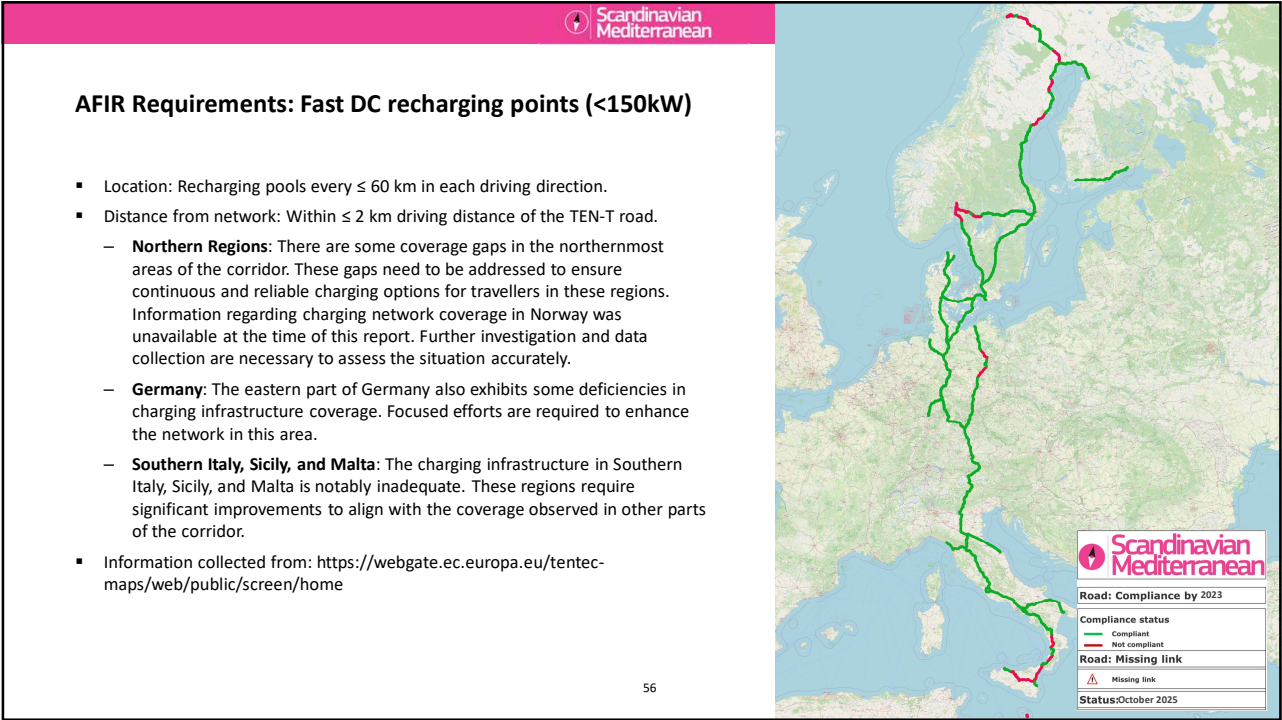 Scandinavian
Mediterranean
AFIR Requirements: Fast DC recharging points (<150kW)
▪ Location: Recharging pools every ≤ 60 km in each driving direction.
▪ Distance from network: Within ≤ 2 km driving distance of the TEN-T road.
– Northern Regions: There are some coverage gaps in the northernmost
areas of the corridor. These gaps need to be addressed to ensure
continuous and reliable charging options for travellers in these regions.
Information regarding charging network coverage in Norway was
unavailable at the time of this report. Further investigation and data
collection are necessary to assess the situation accurately.
– Germany: The eastern part of Germany also exhibits some deficiencies in
charging infrastructure coverage. Focused efforts are required to enhance
the network in this area.
– Southern Italy, Sicily, and Malta: The charging infrastructure in Southern
Italy, Sicily, and Malta is notably inadequate. These regions require
significant improvements to align with the coverage observed in other parts
of the corridor.
▪ Information collected from: https://webgate.ec.europa.eu/tentec-
maps/web/public/screen/home
56
Scandinavian
Mediterranean
Road: Compliance by 2023
Compliance status
Compliant
Not compliant
Road: Missing link
Missing link
Status:October 2025